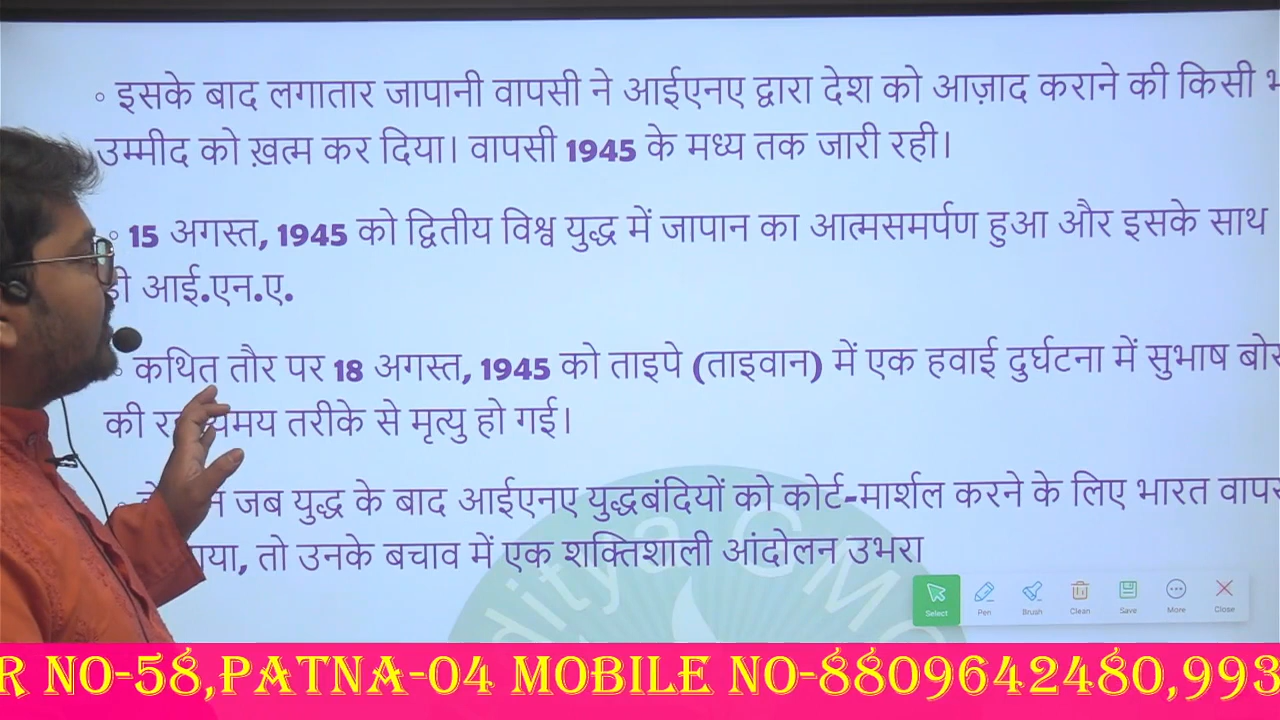 ◦ इसके बाद लगातार जापानी वापसी ने आईएनए द्वारा देश को आज़ाद कराने की किसी
उम्मीद को ख़त्म कर दिया। वापसी 1945 के मध्य तक जारी रही।
◦ 15 अगस्त, 1945 को द्वितीय विश्व युद्ध में जापान का आत्मसमर्पण हुआ और इसके साथ
आई.एन.ए.
◦ कथित तौर पर 18 अगस्त, 1945 को ताइपे (ताइवान) में एक हवाई दुर्घटना में सुभाष
की तरीके से मृत्यु हो गई।
◦ जब युद्ध के बाद आईएनए युद्धबंदियों को कोर्ट-मार्शल करने के लिए भारत
तो उनके बचाव में एक शक्तिशाली आंदोलन उभरा
Select Pen Brush Clean Save More Close
NO-58,PATNA-04 MOBILE NO-8809642480,993